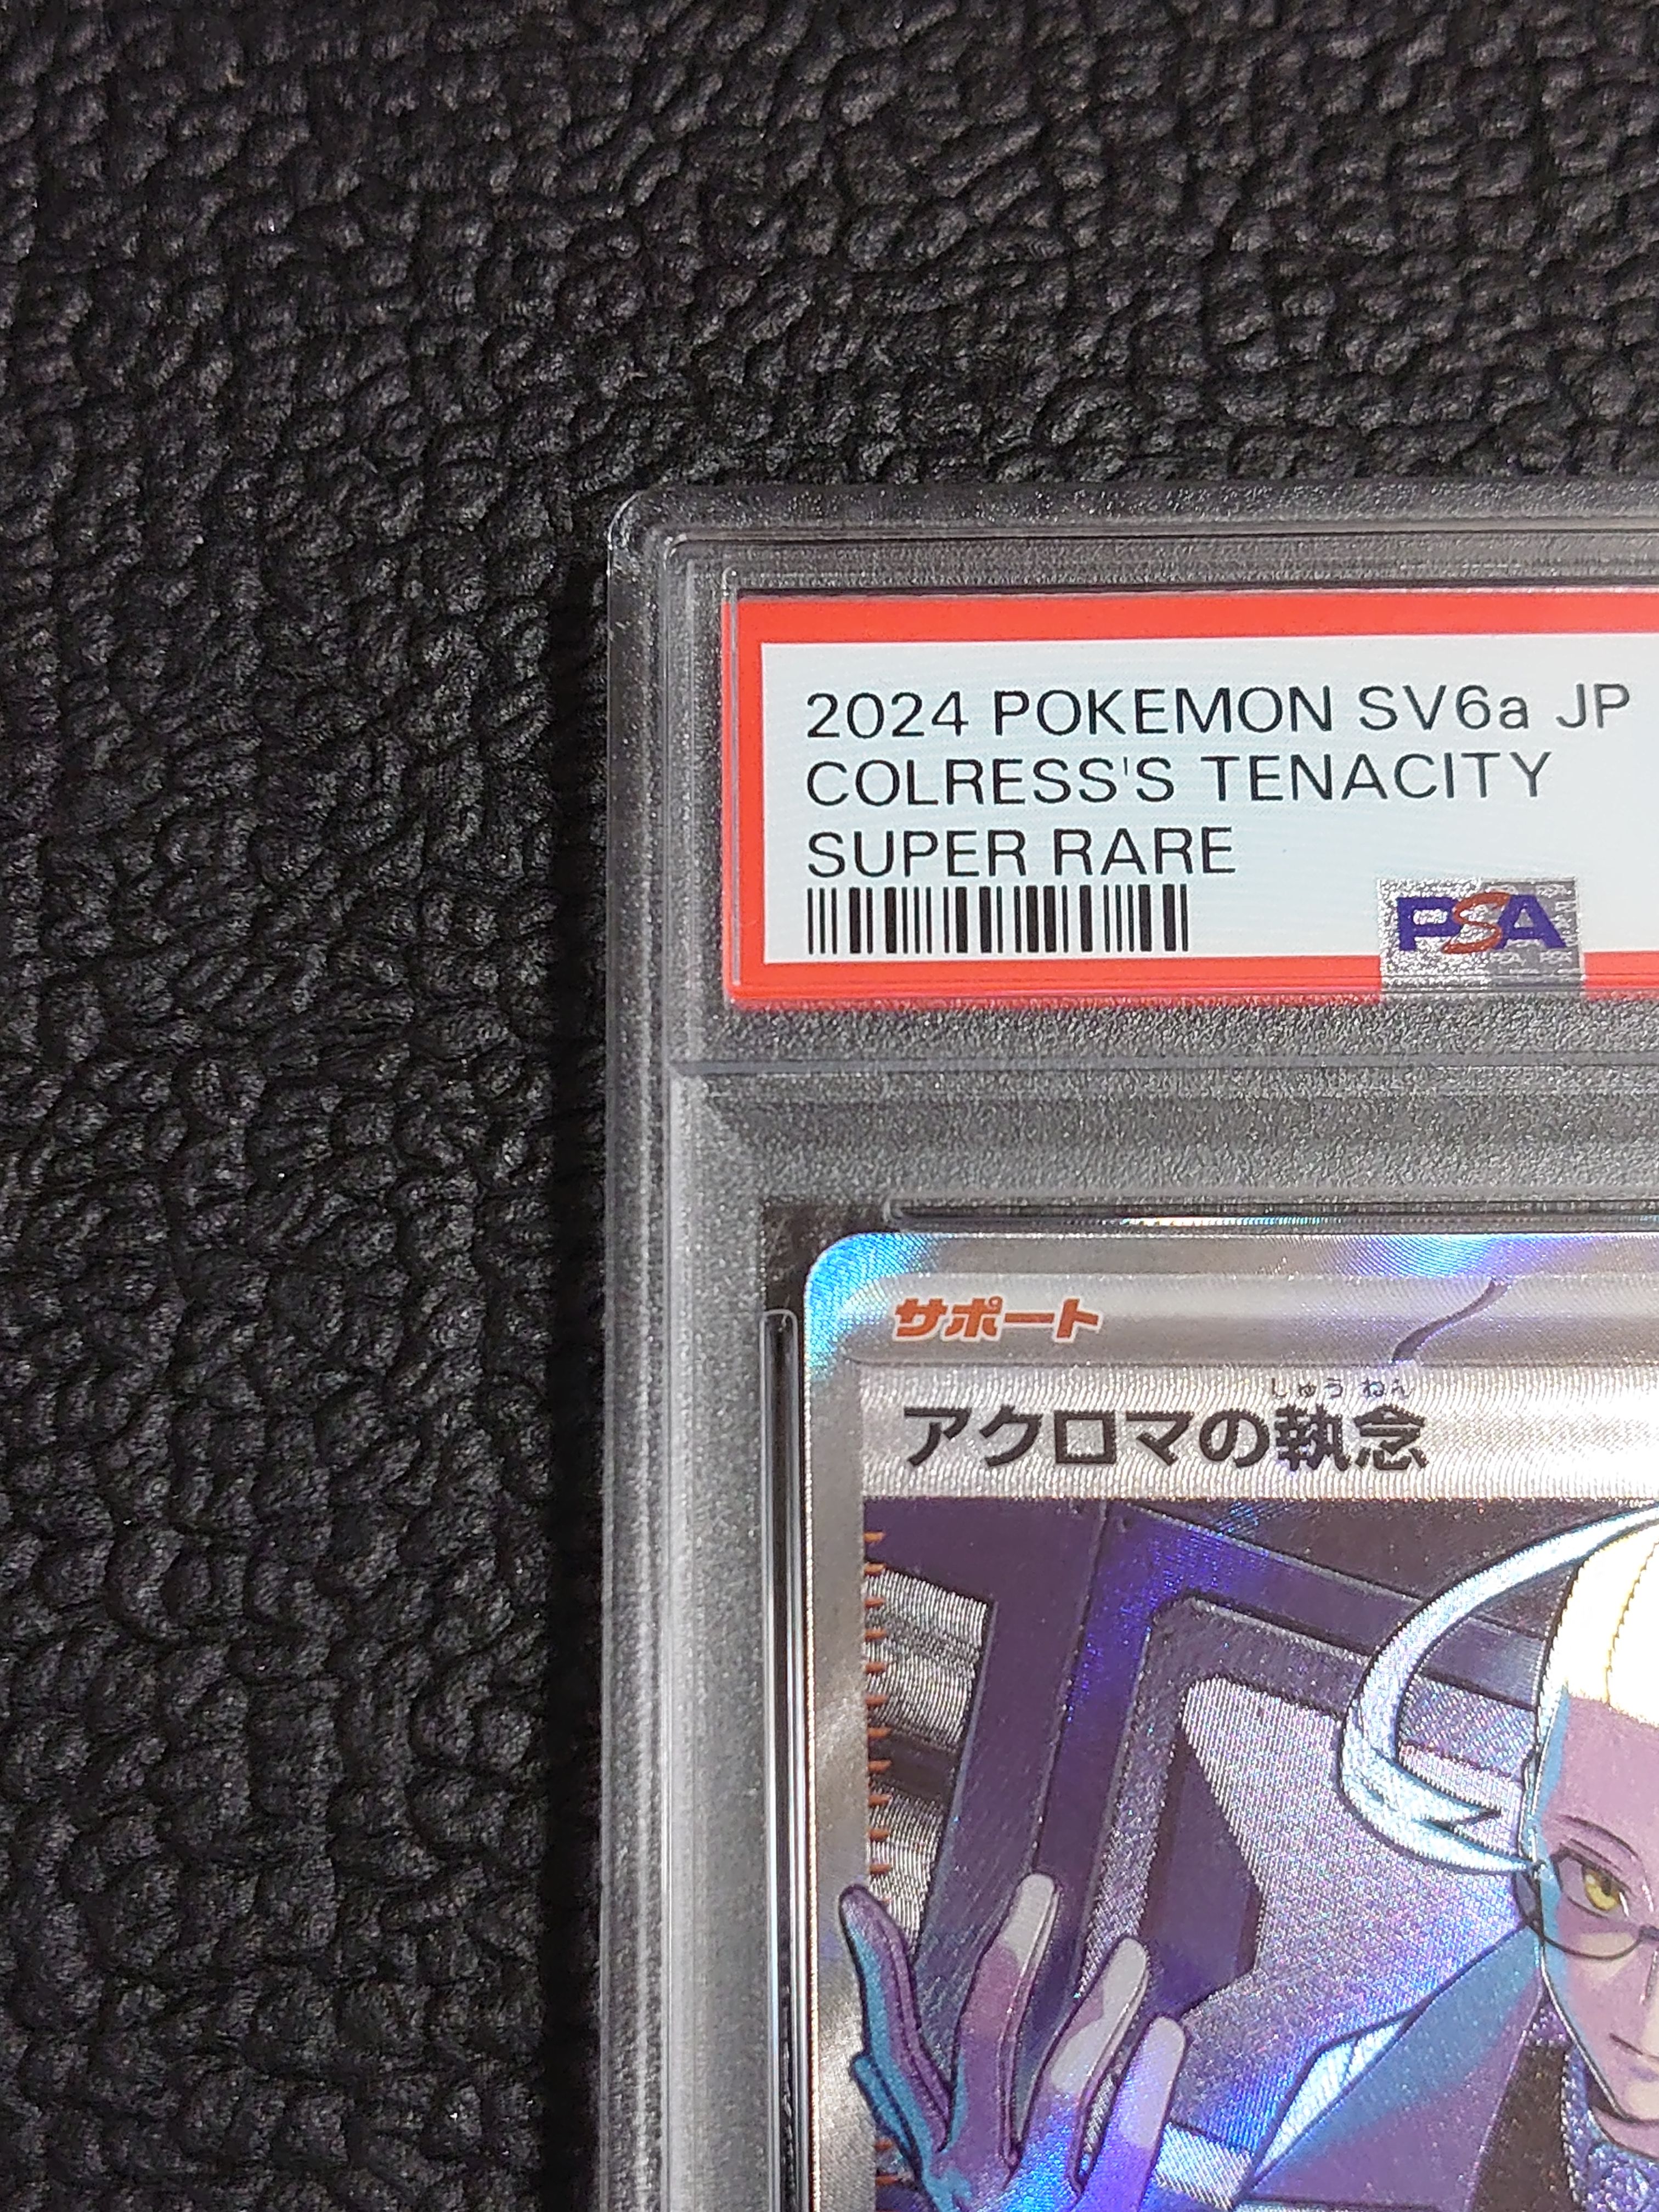 2024 POKEMON SV6a JP
COLRESS'S TENACITY
SUPER RARE
PSA
サポート
しゅう ねん
アクロマの執念